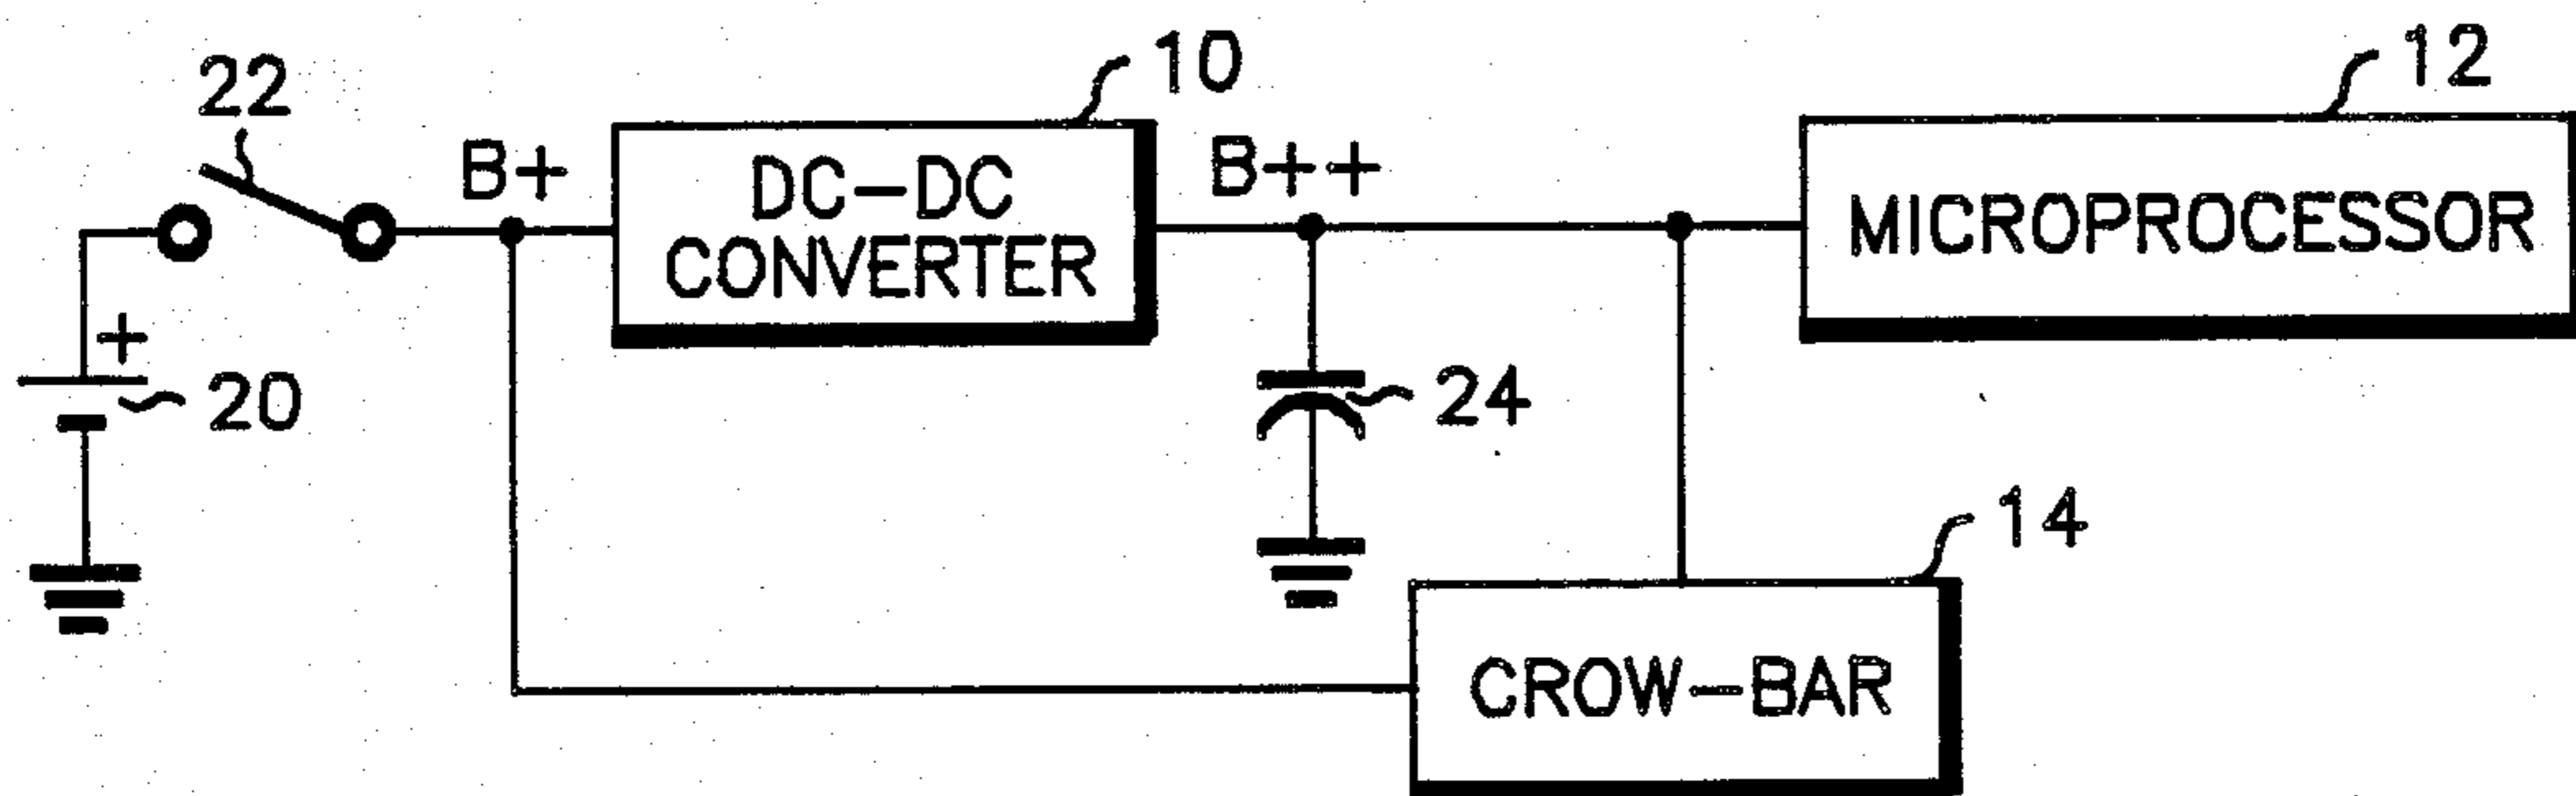 22
B+
10
DC-DC
CONVERTER
B++
12
MICROPROCESSOR
+
20
24
14
CROW-BAR